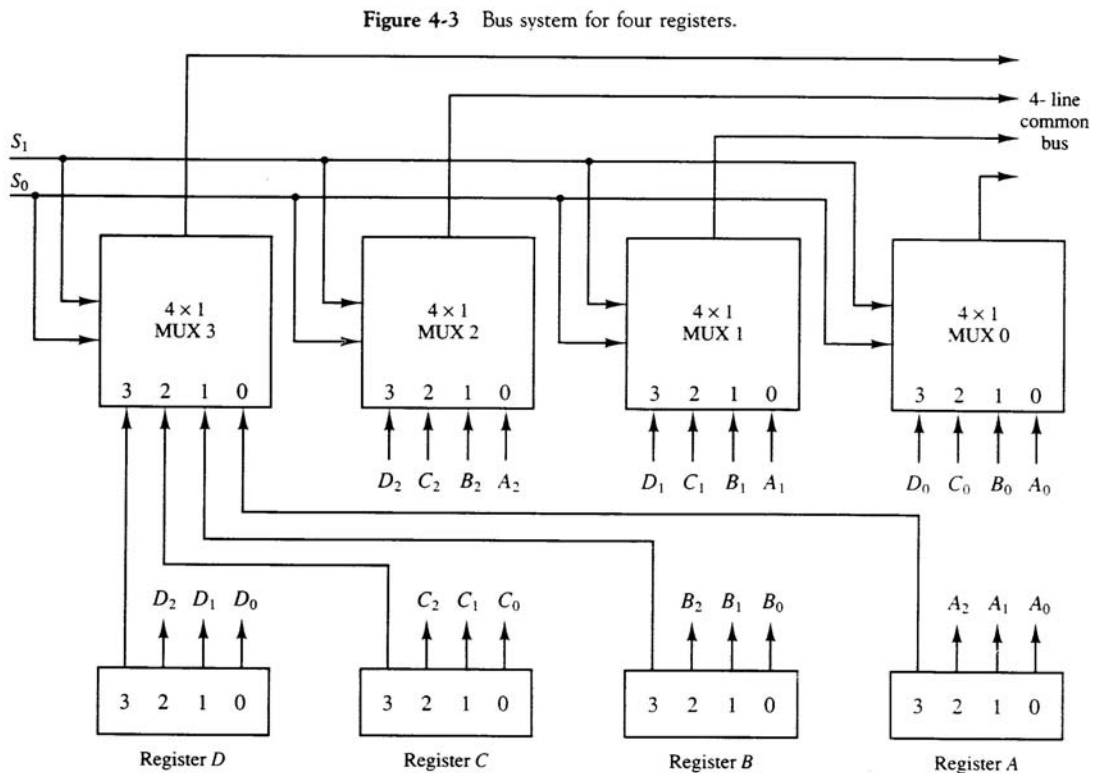 Figure 4-3 Bus system for four registers.
4- line
common
bus
S₁
S₀
4 × 1
MUX 3
4 × 1
MUX 2
4 × 1
MUX 1
4 × 1
MUX 0
3 2 1 0
3 2 1 0
3 2 1 0
3 2 1 0
D₂ C₂ B₂ A₂
D₁ C₁ B₁ A₁
D₀ C₀ B₀ A₀
D₂ D₁ D₀
C₂ C₁ C₀
B₂ B₁ B₀
A₂ A₁ A₀
3 2 1 0
3 2 1 0
3 2 1 0
3 2 1 0
Register D
Register C
Register B
Register A